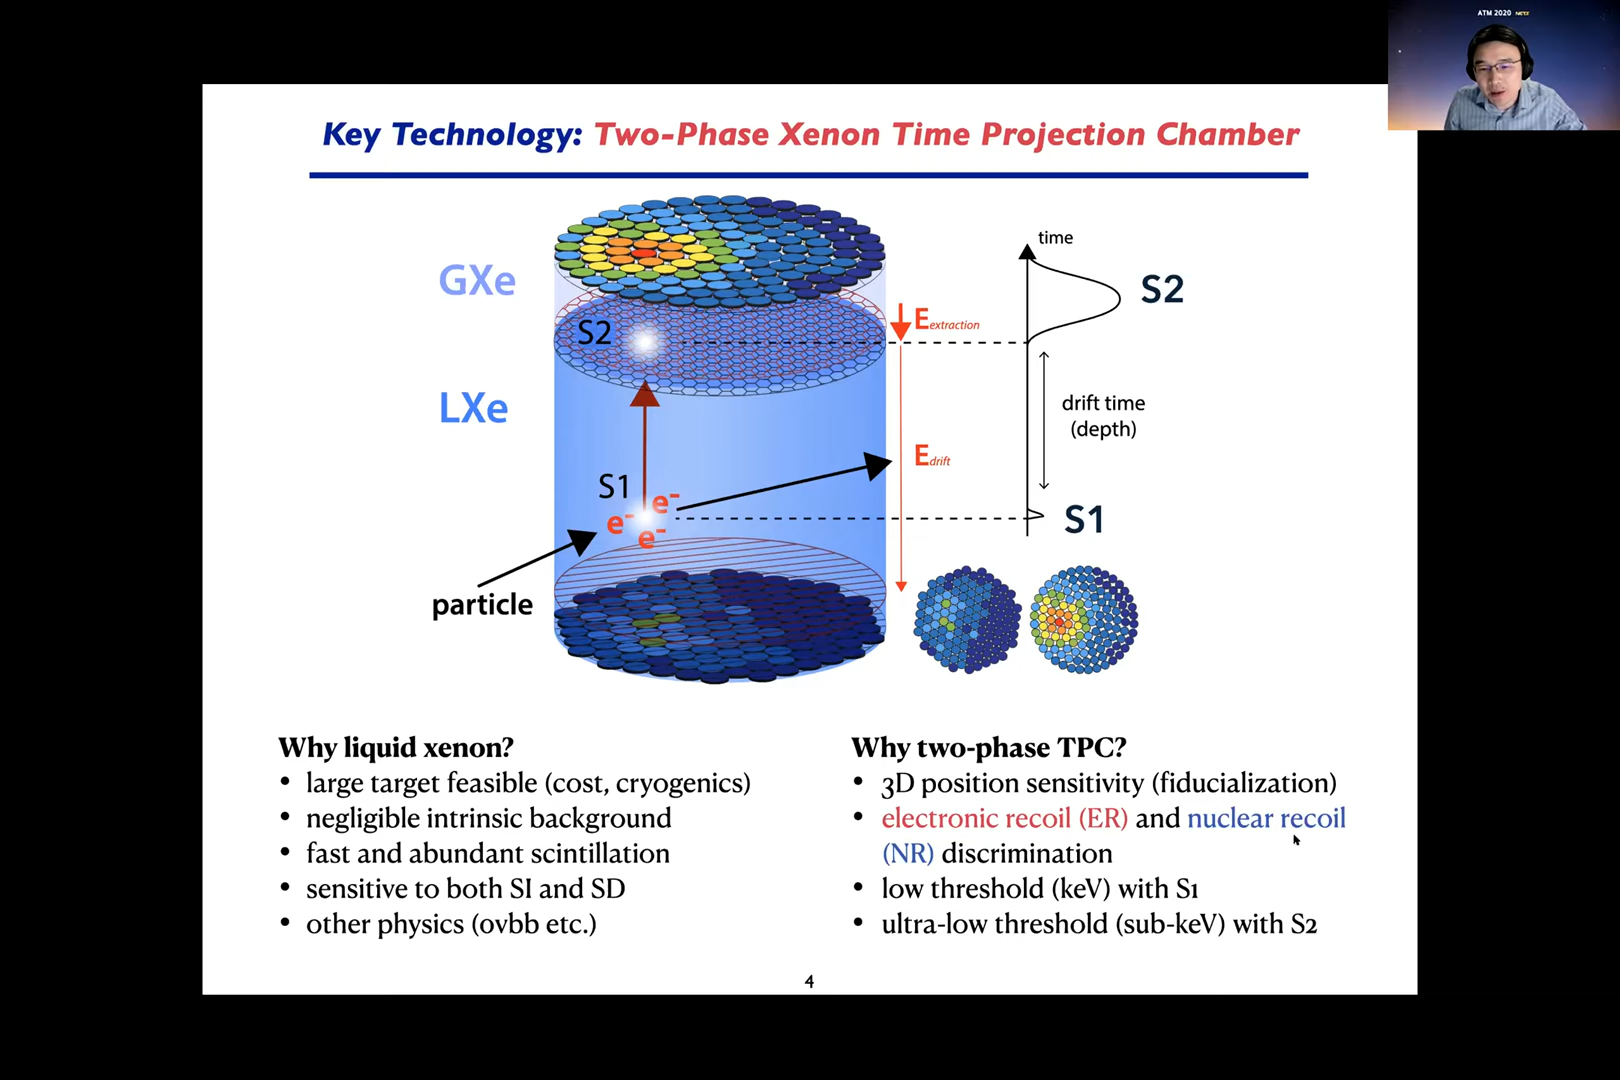 ATM 2020
Key Technology: Two-Phase Xenon Time Projection Chamber
GXe
LXe
S2
S1
e-
e-
e-
particle
Eextraction
Edrift
time
S2
drift time
(depth)
S1
Why liquid xenon?
• large target feasible (cost, cryogenics)
• negligible intrinsic background
• fast and abundant scintillation
• sensitive to both SI and SD
• other physics (0νbb etc.)
Why two-phase TPC?
• 3D position sensitivity (fiducialization)
• electronic recoil (ER) and nuclear recoil
(NR) discrimination
• low threshold (keV) with S1
• ultra-low threshold (sub-keV) with S2
4